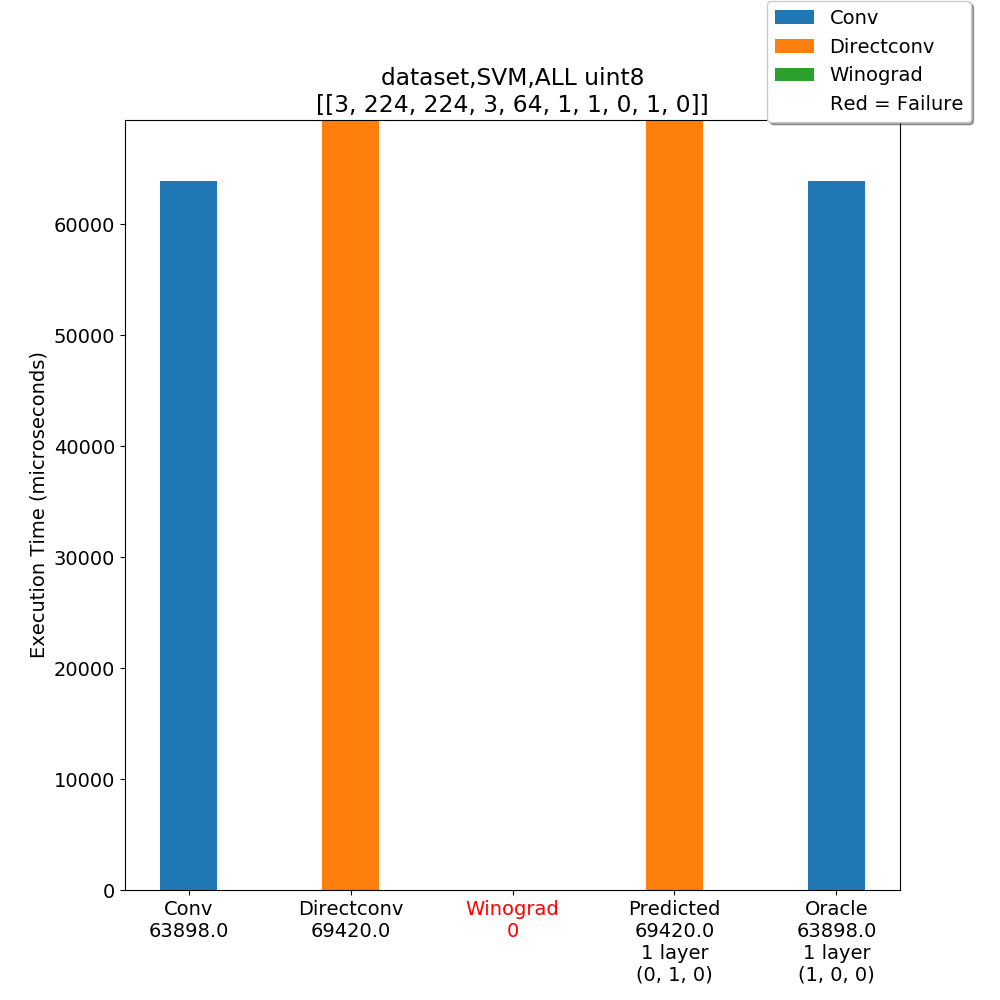 Conv
Directconv
Winograd
Red = Failure
dataset,SVM,ALL uint8
[[3, 224, 224, 3, 64, 1, 1, 0, 1, 0]]
Execution Time (microseconds)
60000
50000
40000
30000
20000
10000
0
Conv
63898.0
Directconv
69420.0
Winograd
0
Predicted
69420.0
1 layer
(0, 1, 0)
Oracle
63898.0
1 layer
(1, 0, 0)